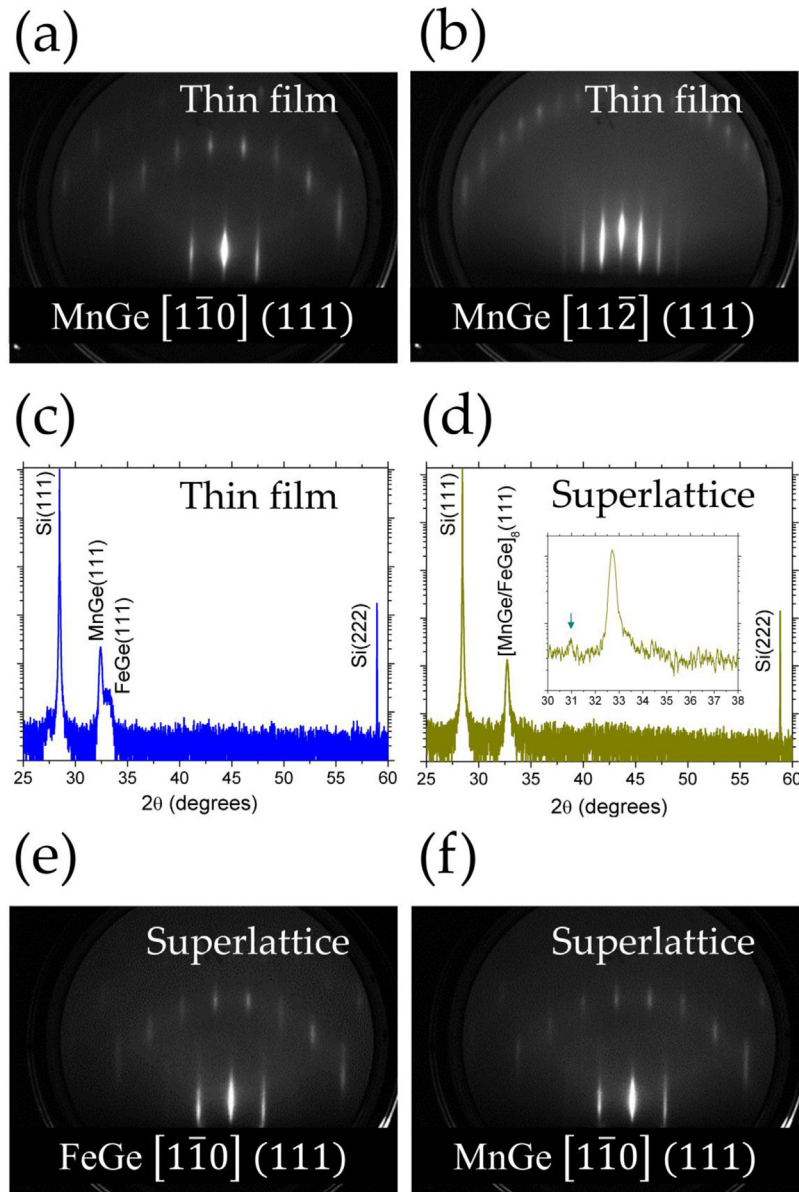 (a)
(b)
Thin film
Thin film
MnGe [11̅0] (111)
MnGe [112̅] (111)
(c)
(d)
Si(111)
MnGe(111)
FeGe(111)
Thin film
Si(222)
25 30 35 40 45 50 55 60
2θ (degrees)
Si(111)
[MnGe/FeGe]₈(111)
Superlattice
30 31 32 33 34 35 36 37 38
Si(222)
25 30 35 40 45 50 55 60
2θ (degrees)
(e)
(f)
Superlattice
Superlattice
FeGe [11̅0] (111)
MnGe [11̅0] (111)